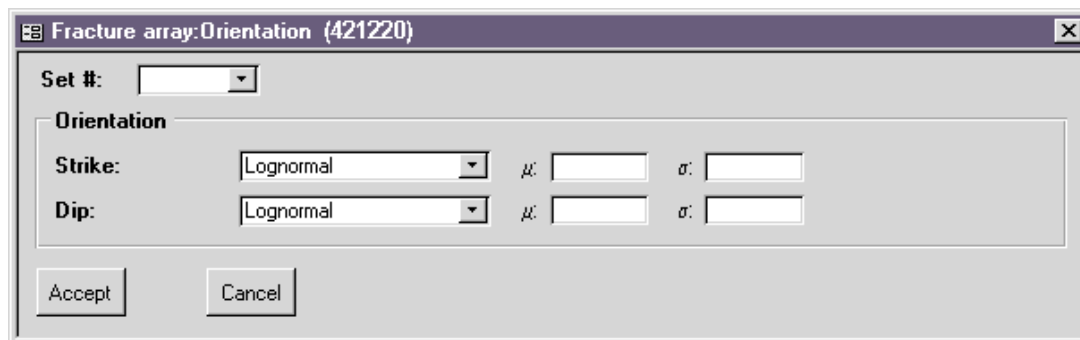 Fracture array:Orientation (421220)
Set #:
Orientation
Strike: Lognormal μ: σ:
Dip: Lognormal μ: σ:
Accept Cancel